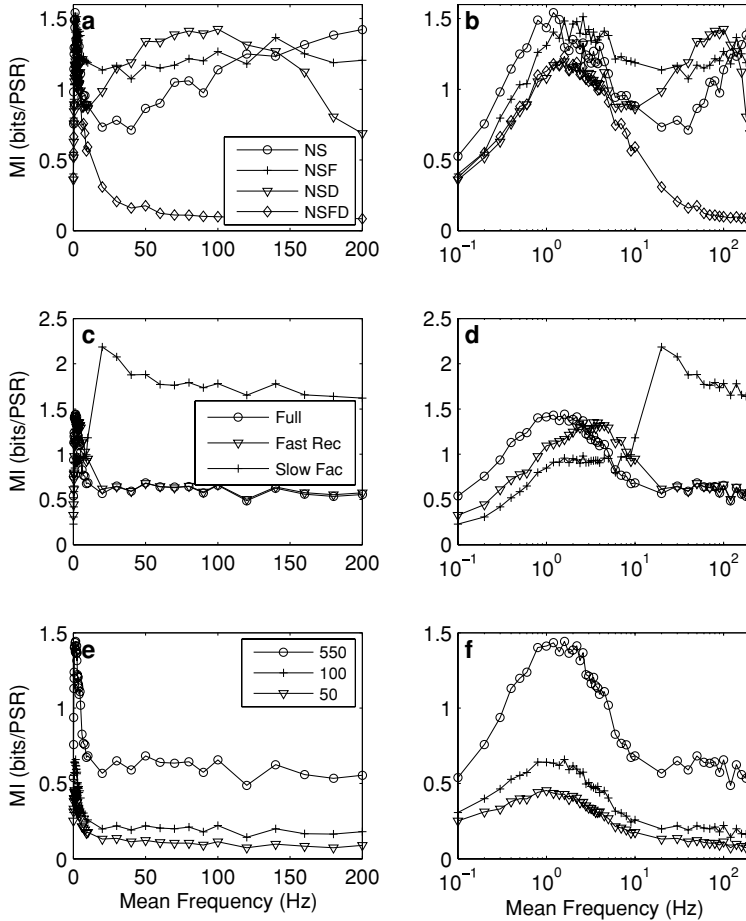 a
MI (bits/PSR)
1.5
1
0.5
0
0 50 100 150 200
NS
NSF
NSD
NSFD
b
1.5
1
0.5
0
10⁻¹ 10⁰ 10¹ 10²
c
MI (bits/PSR)
2.5
2
1.5
1
0.5
0
0 50 100 150 200
Full
Fast Rec
Slow Fac
d
2.5
2
1.5
1
0.5
0
10⁻¹ 10⁰ 10¹ 10²
e
MI (bits/PSR)
1.5
1
0.5
0
0 50 100 150 200
Mean Frequency (Hz)
550
100
50
f
1.5
1
0.5
0
10⁻¹ 10⁰ 10¹ 10²
Mean Frequency (Hz)